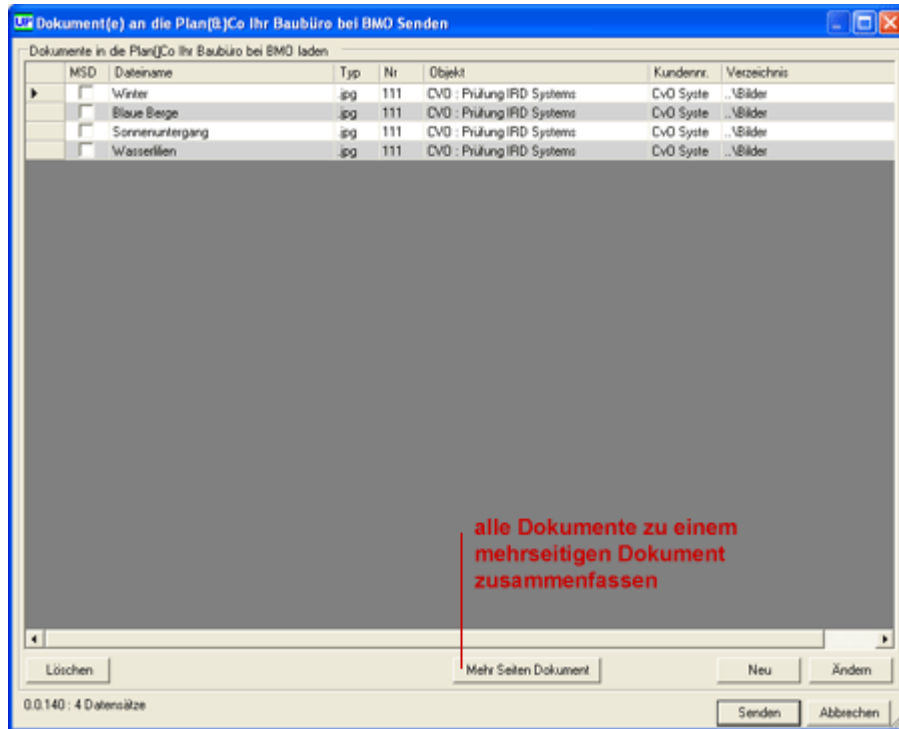 Dokument(e) an die Plan(&)Co Ihr Baubüro bei BMO Senden
Dokumente in die Plan()Co Ihr Baubüro bei BMO laden
MSD Dateiname Typ Nr Objekt Kundennr. Verzeichnis
Winter .jpg 111 CVO : Prüfung IRD Systems CvO Syste ..\Bilder
Blaue Berge .jpg 111 CVO : Prüfung IRD Systems CvO Syste ..\Bilder
Sonnenuntergang .jpg 111 CVO : Prüfung IRD Systems CvO Syste ..\Bilder
Wasserlilien .jpg 111 CVO : Prüfung IRD Systems CvO Syste ..\Bilder
alle Dokumente zu einem
mehrseitigen Dokument
zusammenfassen
Löschen Mehr Seiten Dokument Neu Ändern
0.0.140 : 4 Datensätze
Senden Abbrechen